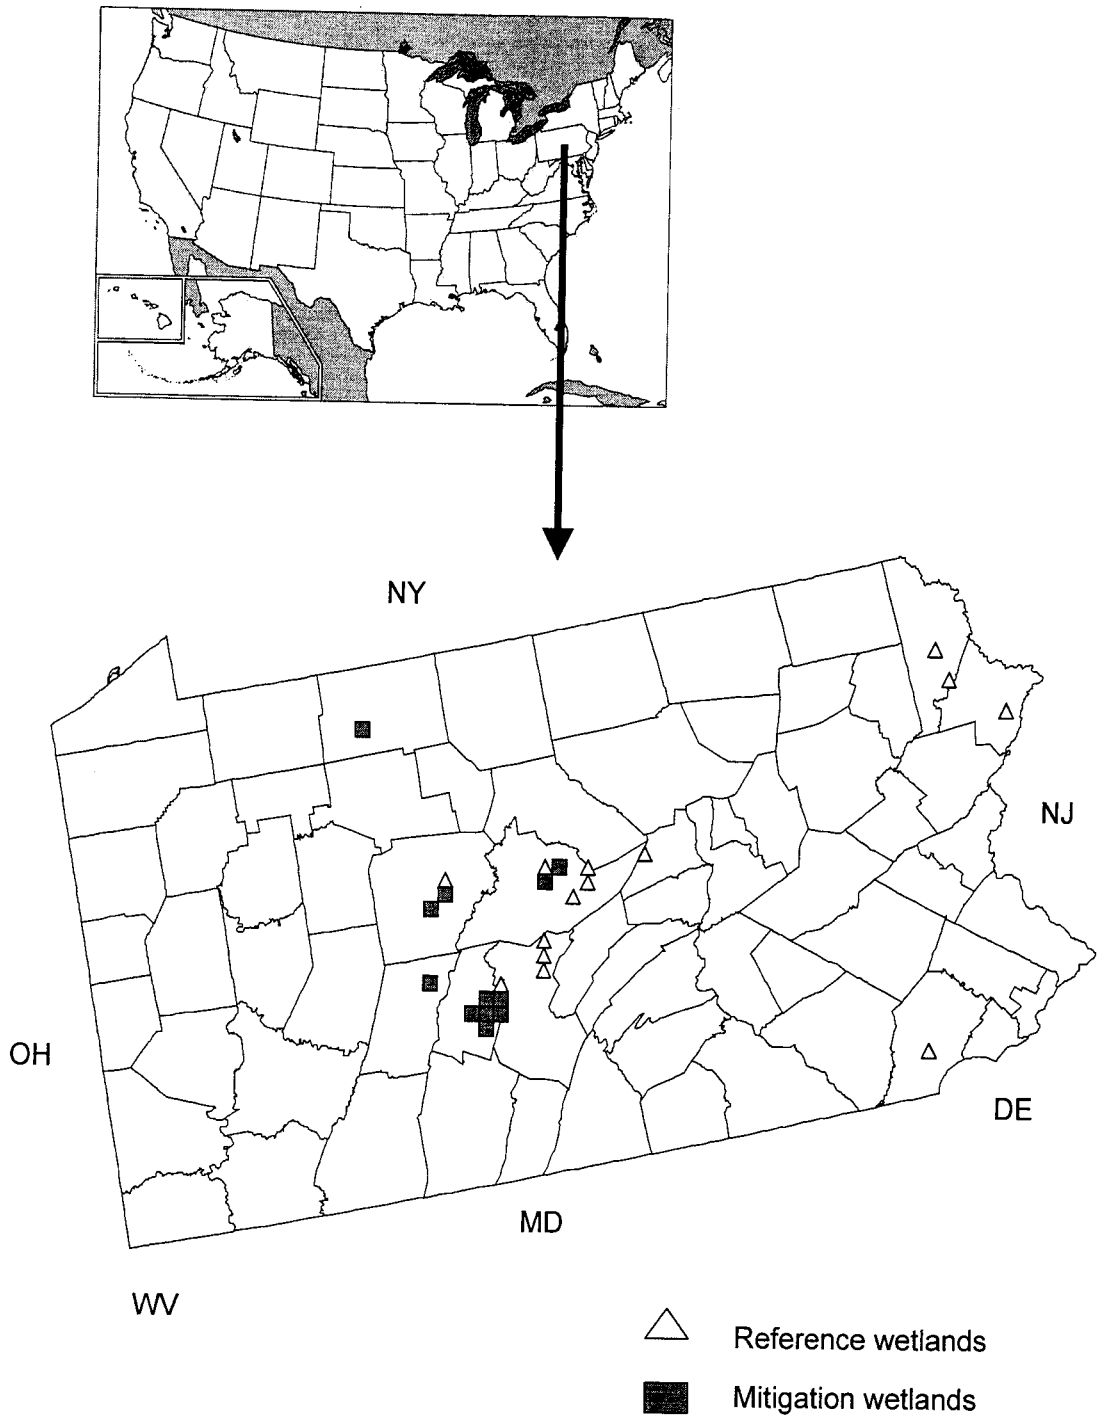 NY
NJ
OH
DE
MD
WV
Reference wetlands
Mitigation wetlands